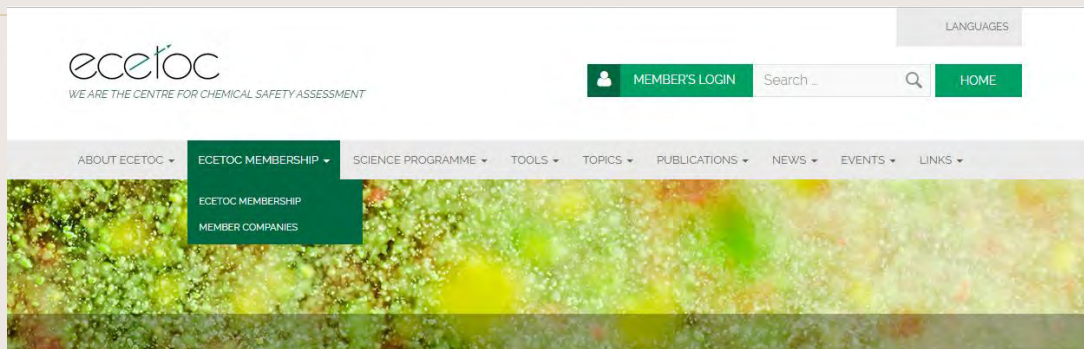 LANGUAGES
ecetoc
WE ARE THE CENTRE FOR CHEMICAL SAFETY ASSESSMENT
MEMBER'S LOGIN
Search ...
HOME
ABOUT ECETOC
ECETOC MEMBERSHIP
SCIENCE PROGRAMME
TOOLS
TOPICS
PUBLICATIONS
NEWS
EVENTS
LINKS
ECETOC MEMBERSHIP
MEMBER COMPANIES